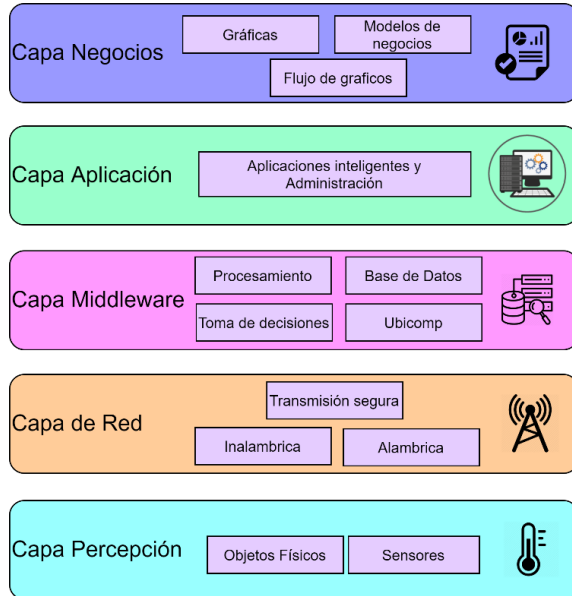 Capa Negocios
Gráficas
Modelos de
negocios
Flujo de graficos
Capa Aplicación
Aplicaciones inteligentes y
Administración
Capa Middleware
Procesamiento
Base de Datos
Toma de decisiones
Ubicomp
Capa de Red
Transmisión segura
Inalambrica
Alambrica
Capa Percepción
Objetos Físicos
Sensores